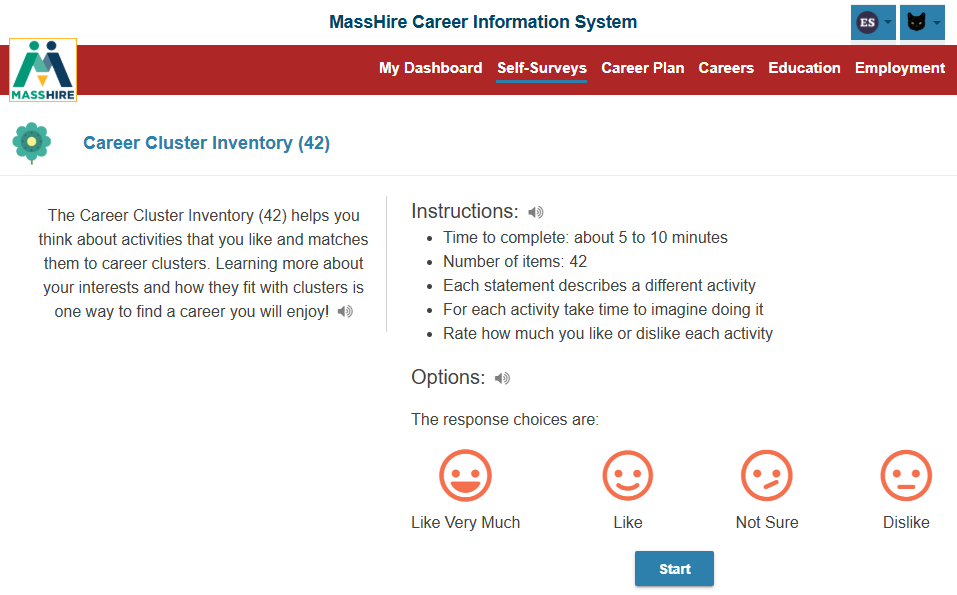 MassHire Career Information System
ES
MASSHIRE
My Dashboard Self-Surveys Career Plan Careers Education Employment
Career Cluster Inventory (42)
The Career Cluster Inventory (42) helps you
think about activities that you like and matches
them to career clusters. Learning more about
your interests and how they fit with clusters is
one way to find a career you will enjoy!
Instructions:
• Time to complete: about 5 to 10 minutes
• Number of items: 42
• Each statement describes a different activity
• For each activity take time to imagine doing it
• Rate how much you like or dislike each activity
Options:
The response choices are:
Like Very Much Like Not Sure Dislike
Start